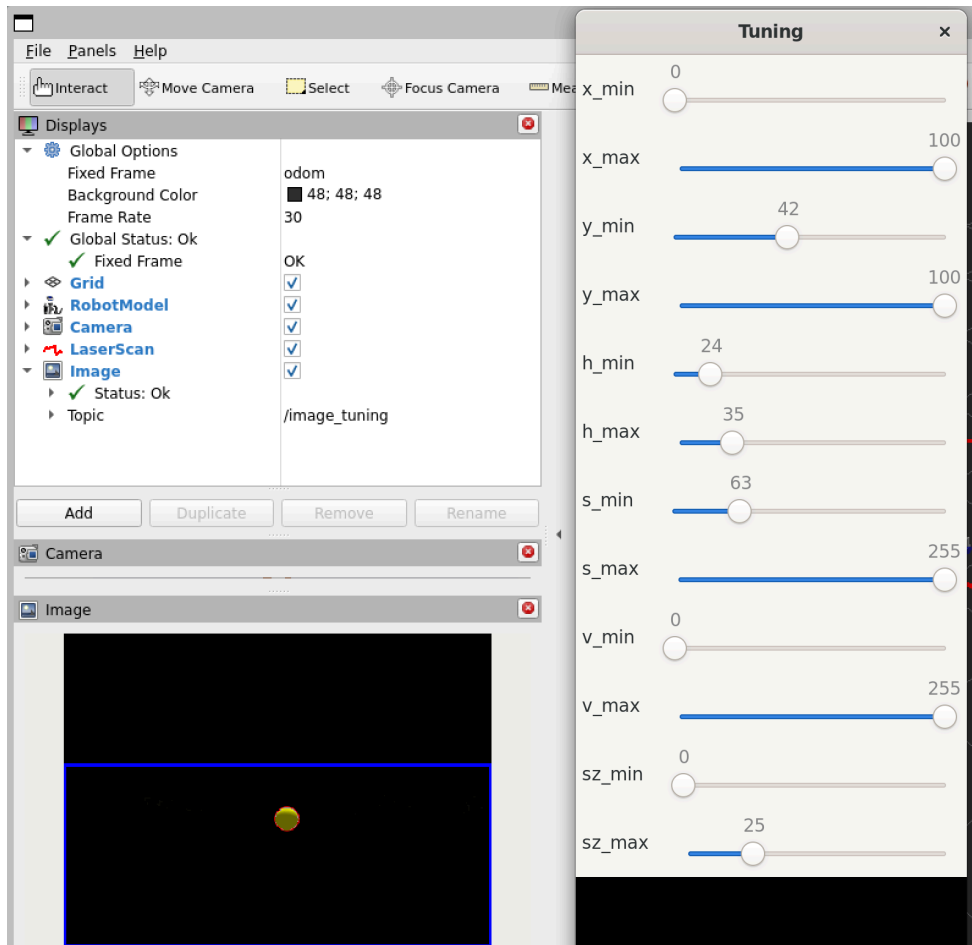 File Panels Help
Interact Move Camera Select Focus Camera Mea
Displays
Global Options
Fixed Frame odom
Background Color 48; 48; 48
Frame Rate 30
Global Status: Ok
Fixed Frame OK
Grid
RobotModel
Camera
LaserScan
Image
Status: Ok
Topic /image_tuning
Add Duplicate Remove Rename
Camera
Image
Tuning
x_min 0
x_max 100
y_min 42
y_max 100
h_min 24
h_max 35
s_min 63
s_max 255
v_min 0
v_max 255
sz_min 0
sz_max 25